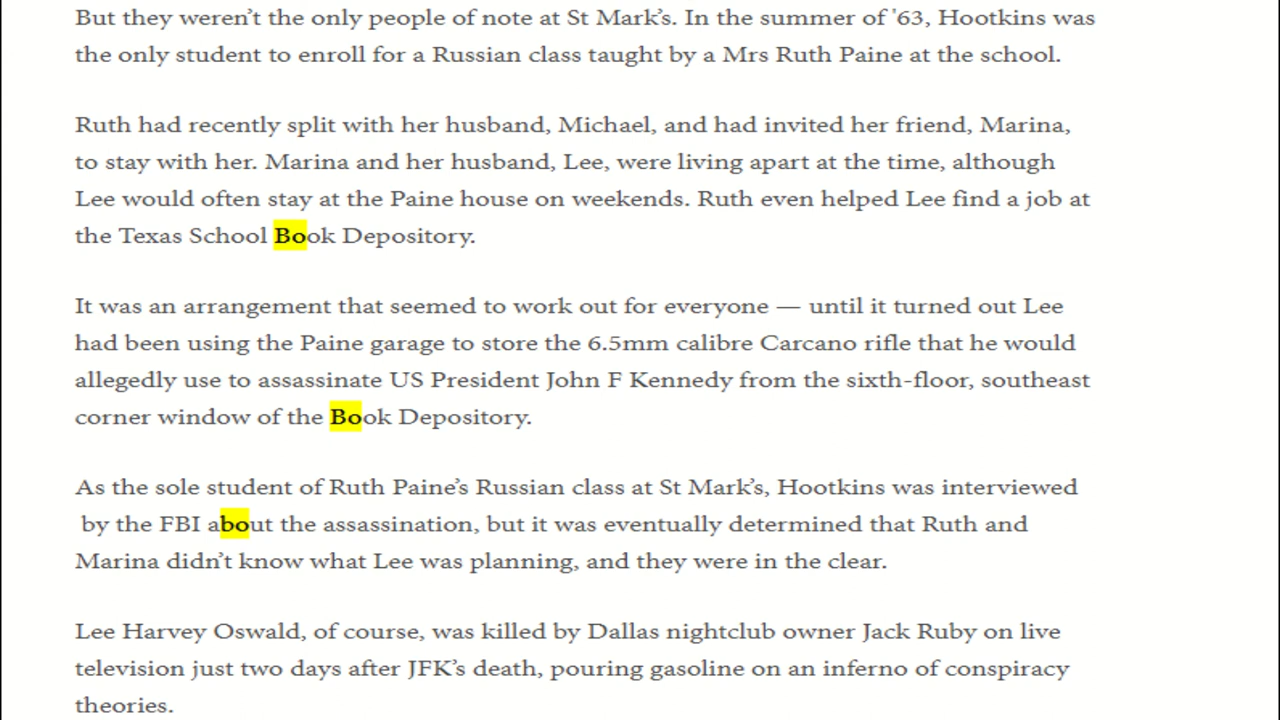 But they weren’t the only people of note at St Mark’s. In the summer of '63, Hootkins was
the only student to enroll for a Russian class taught by a Mrs Ruth Paine at the school.
Ruth had recently split with her husband, Michael, and had invited her friend, Marina,
to stay with her. Marina and her husband, Lee, were living apart at the time, although
Lee would often stay at the Paine house on weekends. Ruth even helped Lee find a job at
the Texas School Book Depository.
It was an arrangement that seemed to work out for everyone — until it turned out Lee
had been using the Paine garage to store the 6.5mm calibre Carcano rifle that he would
allegedly use to assassinate US President John F Kennedy from the sixth-floor, southeast
corner window of the Book Depository.
As the sole student of Ruth Paine’s Russian class at St Mark’s, Hootkins was interviewed
by the FBI about the assassination, but it was eventually determined that Ruth and
Marina didn’t know what Lee was planning, and they were in the clear.
Lee Harvey Oswald, of course, was killed by Dallas nightclub owner Jack Ruby on live
television just two days after JFK’s death, pouring gasoline on an inferno of conspiracy
theories.